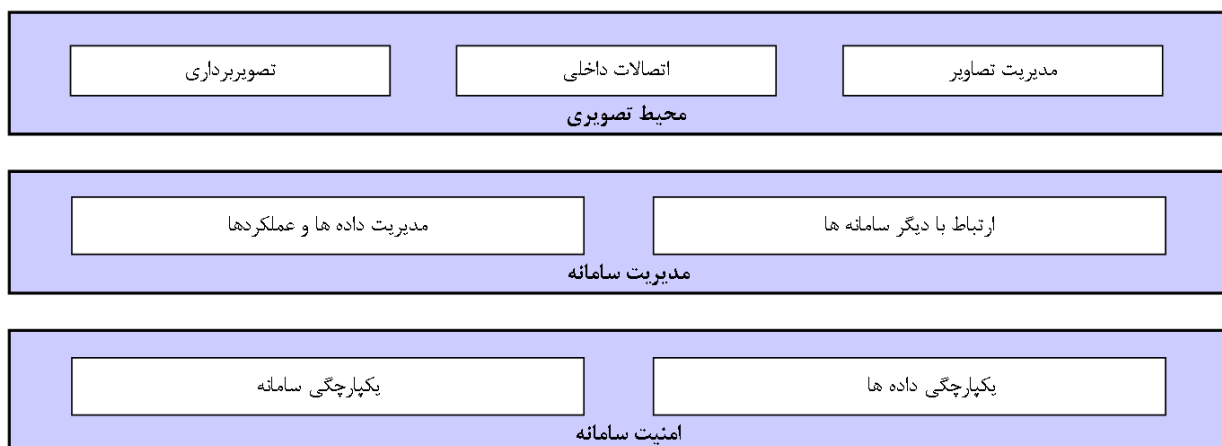 مدیریت تصاویر
اتصالات داخلی
تصویربرداری
محیط تصویری
ارتباط با دیگر سامانه ها
مدیریت داده ها و عملکردها
مدیریت سامانه
یکپارچگی داده ها
یکپارچگی سامانه
امنیت سامانه